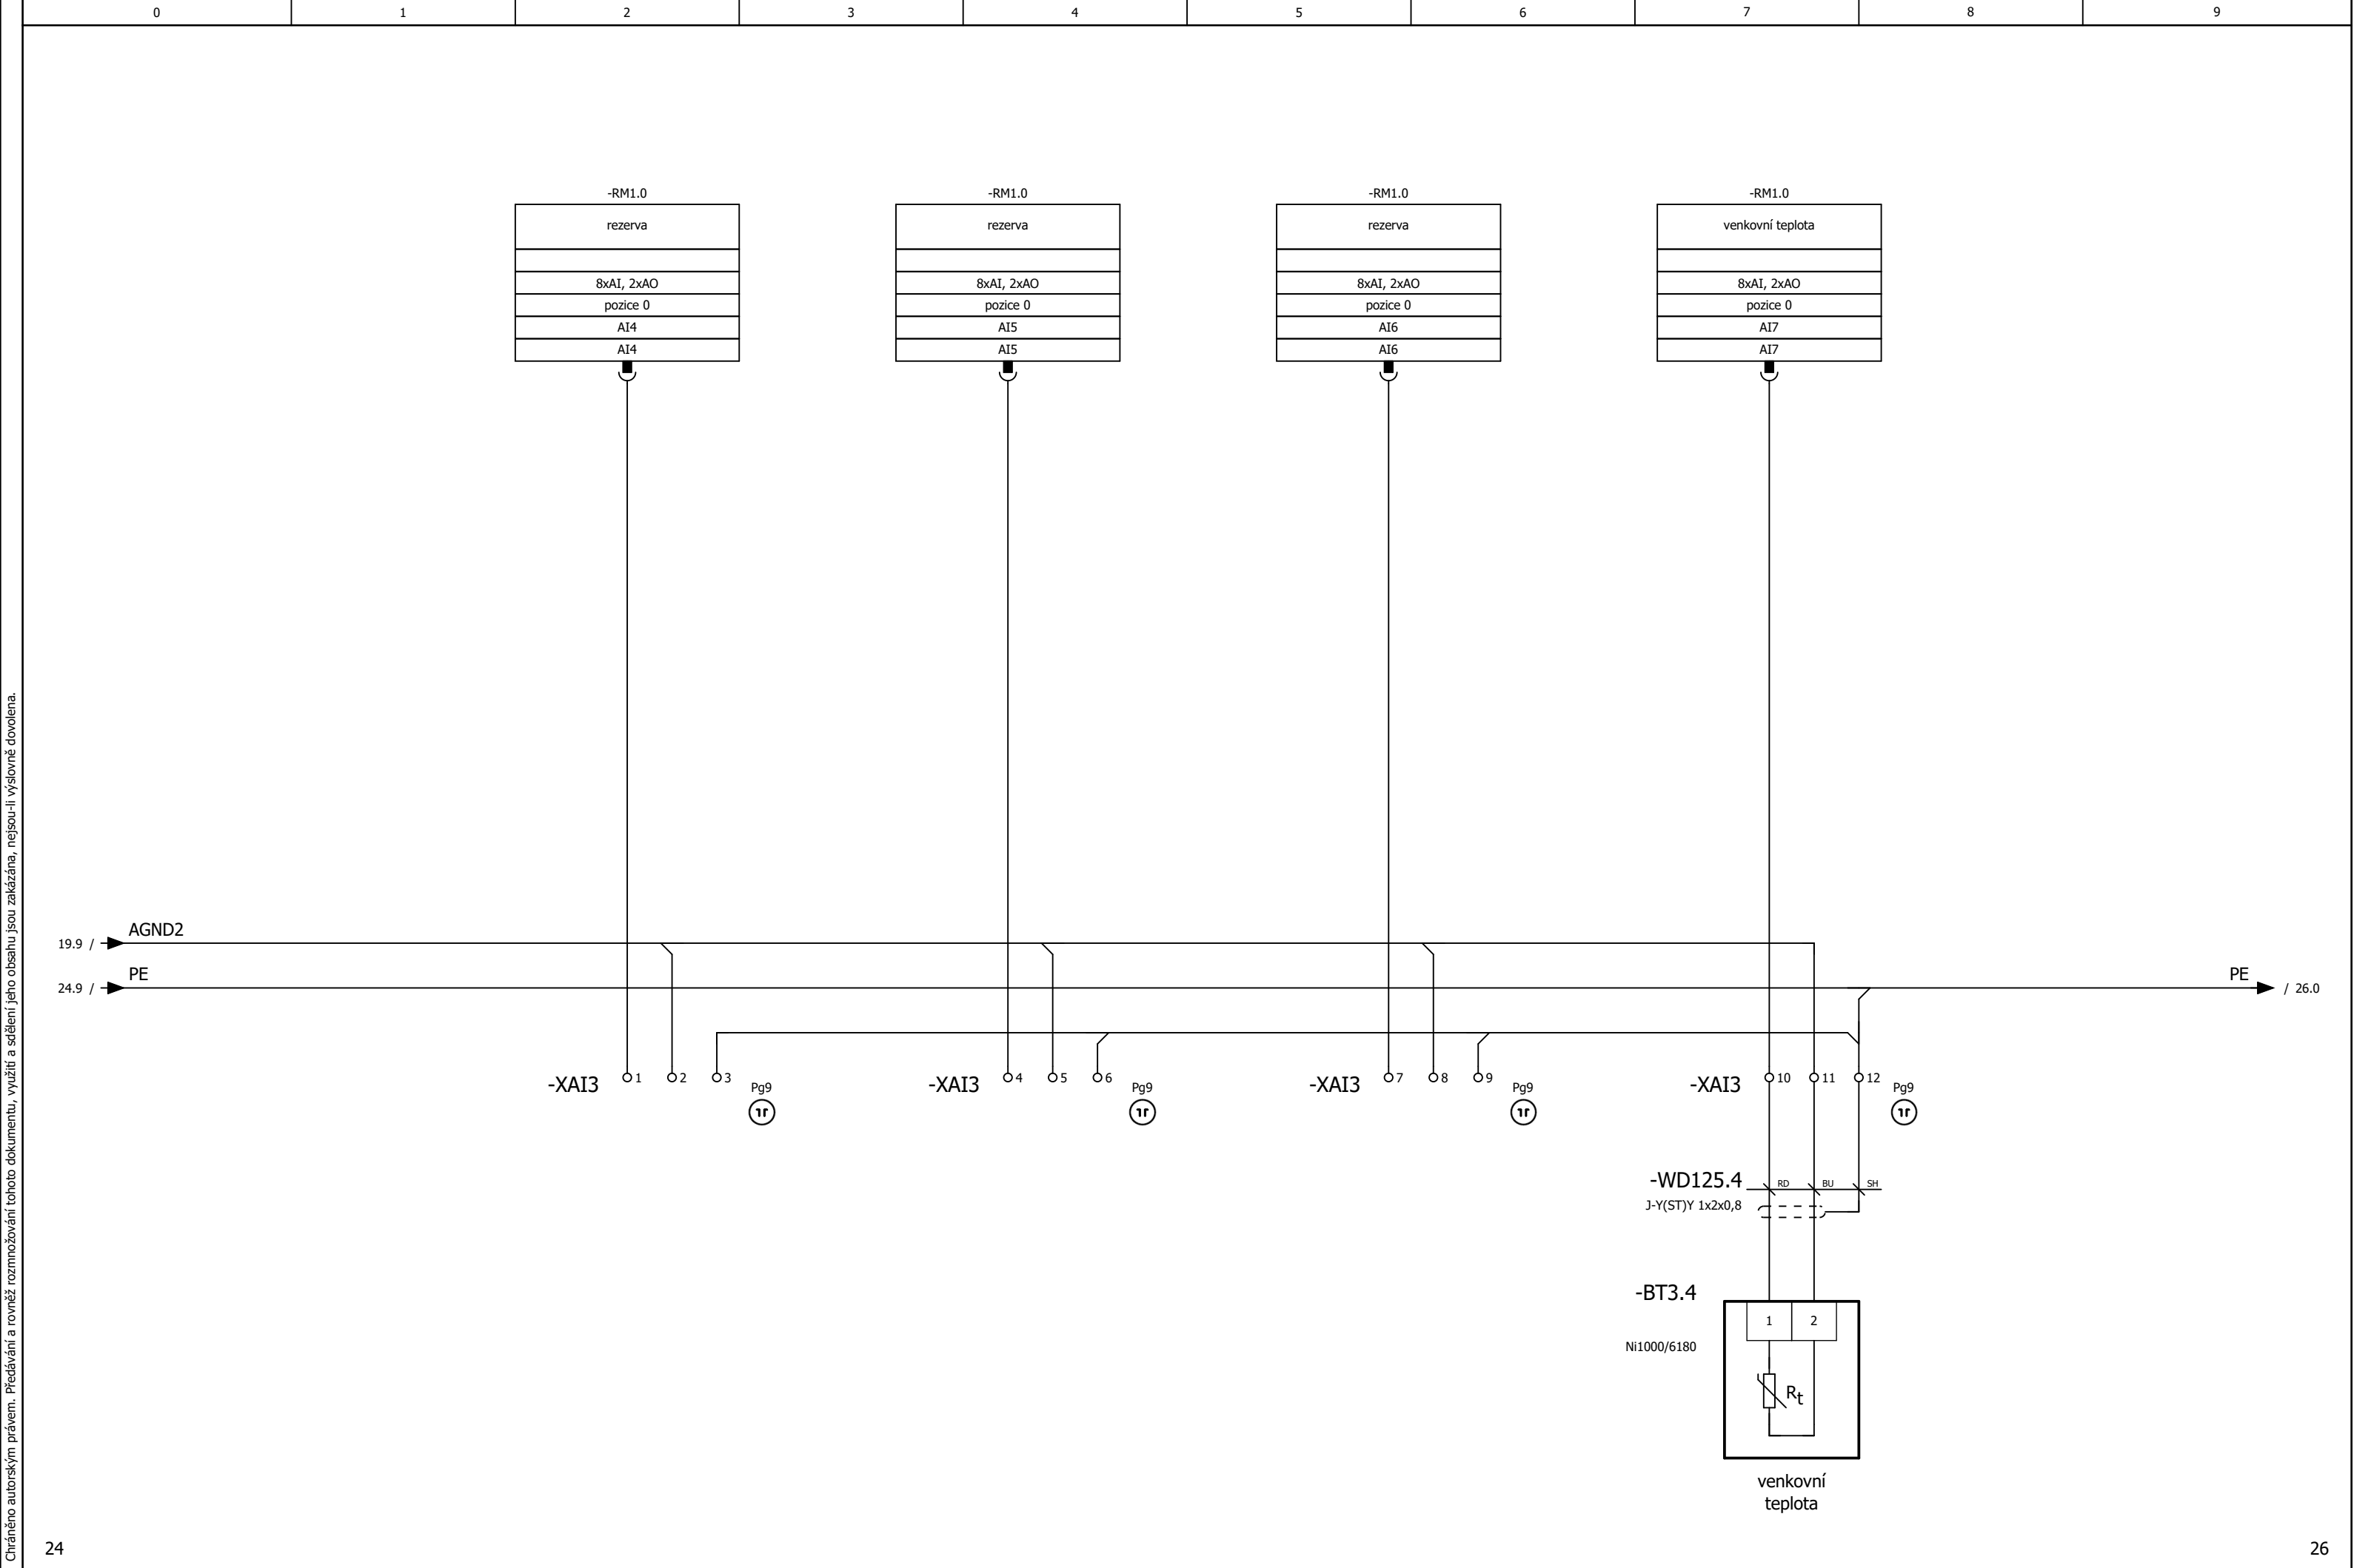 0 1 2 3 4 5 6 7 8 9
-RM1.0 -RM1.0 -RM1.0 -RM1.0
rezerva rezerva rezerva venkovní teplota
8xAI, 2xAO 8xAI, 2xAO 8xAI, 2xAO 8xAI, 2xAO
pozice 0 pozice 0 pozice 0 pozice 0
AI4 AI5 AI6 AI7
AI4 AI5 AI6 AI7
AGND2
19.9 /
PE PE
24.9 / / 26.0
-XAI3 1 2 3 -XAI3 4 5 6 -XAI3 7 8 9 -XAI3 10 11 12
Pg9 Pg9 Pg9 Pg9
-WD125.4 RD BU SH
J-Y(ST)Y 1x2x0,8
-BT3.4
1 2
Ni1000/6180
Rt
venkovní
teplota
24 26
Chráněno autorským právem. Předávání a rovněž rozmnožování tohoto dokumentu, využití a sdělení jeho obsahu jsou zakázána, nejsou-li výslovně dovolena.